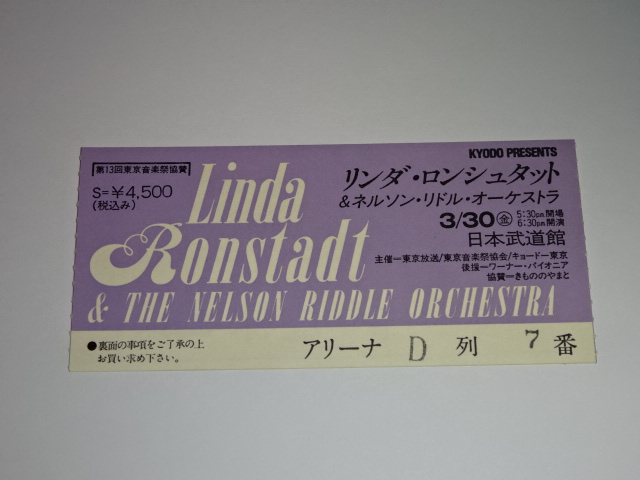 KYODO PRESENTS
第13回東京音楽祭協賛
S=¥4,500
(税込み)
Linda
Ronstadt
& THE NELSON RIDDLE ORCHESTRA
リンダ・ロンシュタット
&ネルソン・リドル・オーケストラ
3/30(金) 5:30p.m.開場
6:30p.m.開演
日本武道館
主催ー東京放送/東京音楽祭協会/キョードー東京
後援ーワーナー・パイオニア
協賛ーきもののやまと
●裏面の事項をご了承の上
お買い求め下さい。
アリーナ D 列 7 番